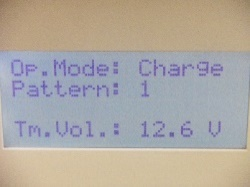 Op.Mode: Charge
Pattern: 1
Tm.Vol.: 12.6 V